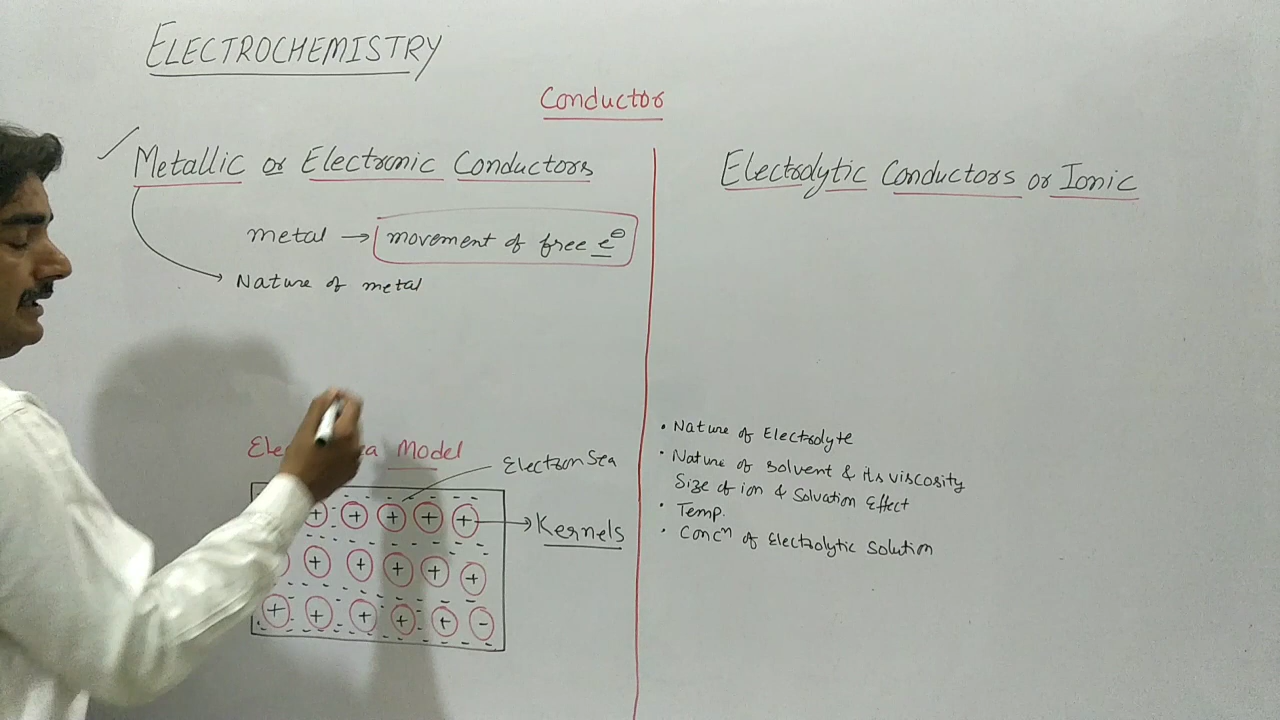 ELECTROCHEMISTRY
Conductor
Metallic or Electronic Conductors
metal → movement of free e⊖
Nature of metal
Model
Electron Sea
Kernels
Electrolytic Conductors or Ionic
• Nature of Electrolyte
• Nature of solvent & its viscosity
Size of ion & Solvation Effect
• Temp.
• Concⁿ of Electrolytic Solution